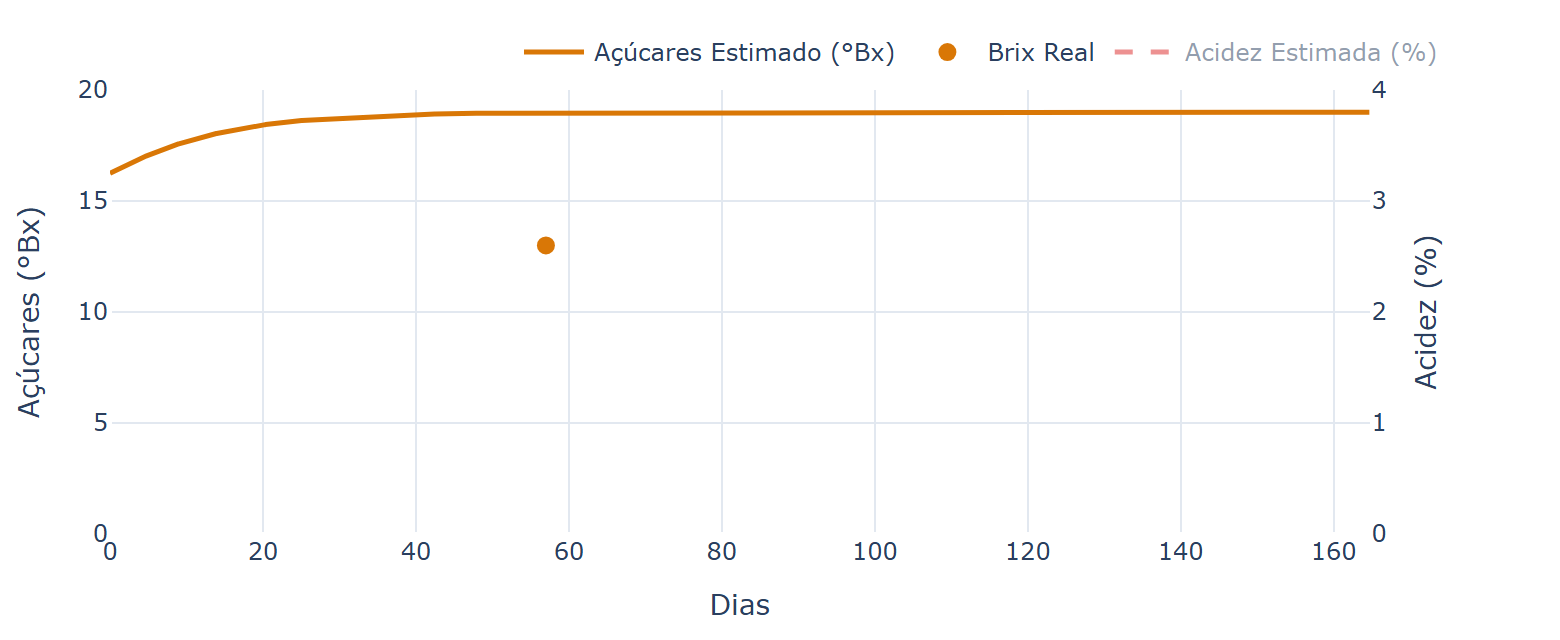 Açúcares Estimado (°Bx) Brix Real Acidez Estimada (%)
20 4
15 3
10 2
5 1
0 0
0 20 40 60 80 100 120 140 160
Açúcares (°Bx)
Acidez (%)
Dias